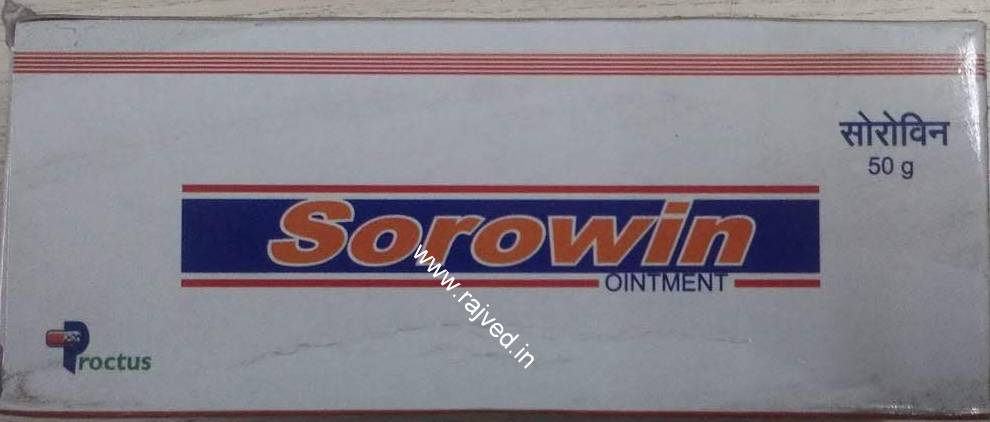 सोरोविन
50 g
Sorowin
OINTMENT
www.rajved.in
Proctus